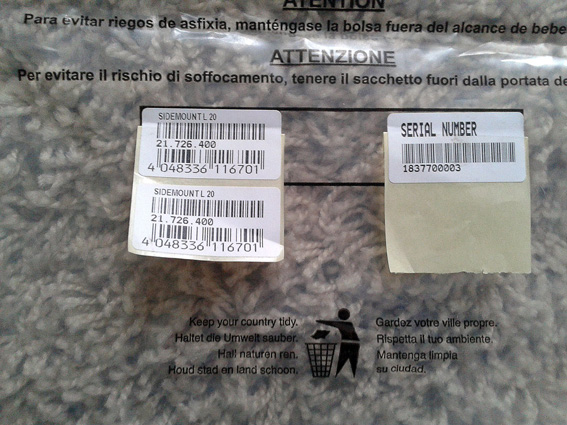 ATTENTION
Para evitar riegos de asfixia, manténgase la bolsa fuera del alcance de bebe
ATTENZIONE
Per evitare il rischio di soffocamento, tenere il sacchetto fuori dalla portata de
SIDEMOUNT L 20
21.726.400
4 048336 116701
SIDEMOUNT L 20
21.726.400
4 048336 116701
SERIAL NUMBER
1837700003
Keep your country tidy.
Haltet die Umwelt sauber.
Hall naturen ren.
Houd stad en land schoon.
Gardez votre ville propre.
Rispetta il tuo ambiente.
Mantenga limpia
su ciudad.